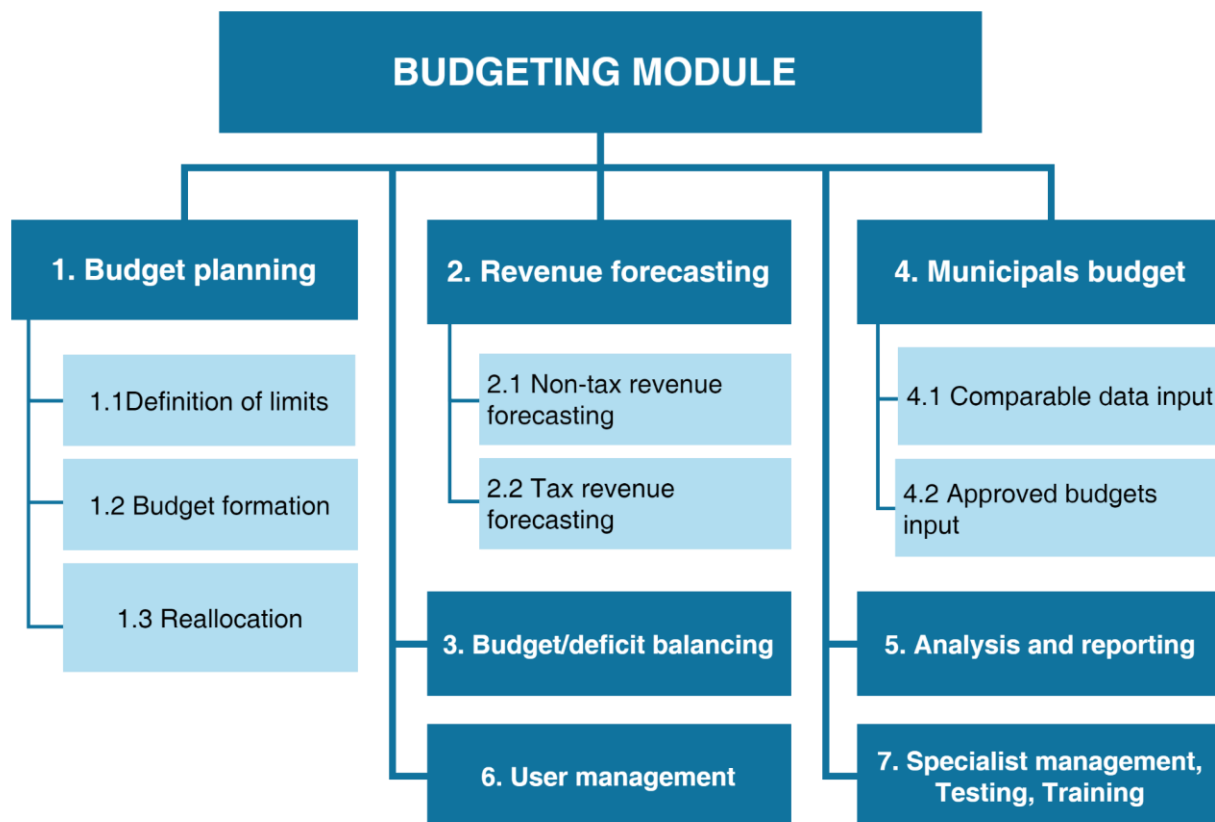 BUDGETING MODULE
1. Budget planning
1.1Definition of limits
1.2 Budget formation
1.3 Reallocation
2. Revenue forecasting
2.1 Non-tax revenue
forecasting
2.2 Tax revenue
forecasting
3. Budget/deficit balancing
6. User management
4. Municipals budget
4.1 Comparable data input
4.2 Approved budgets
input
5. Analysis and reporting
7. Specialist management,
Testing, Training